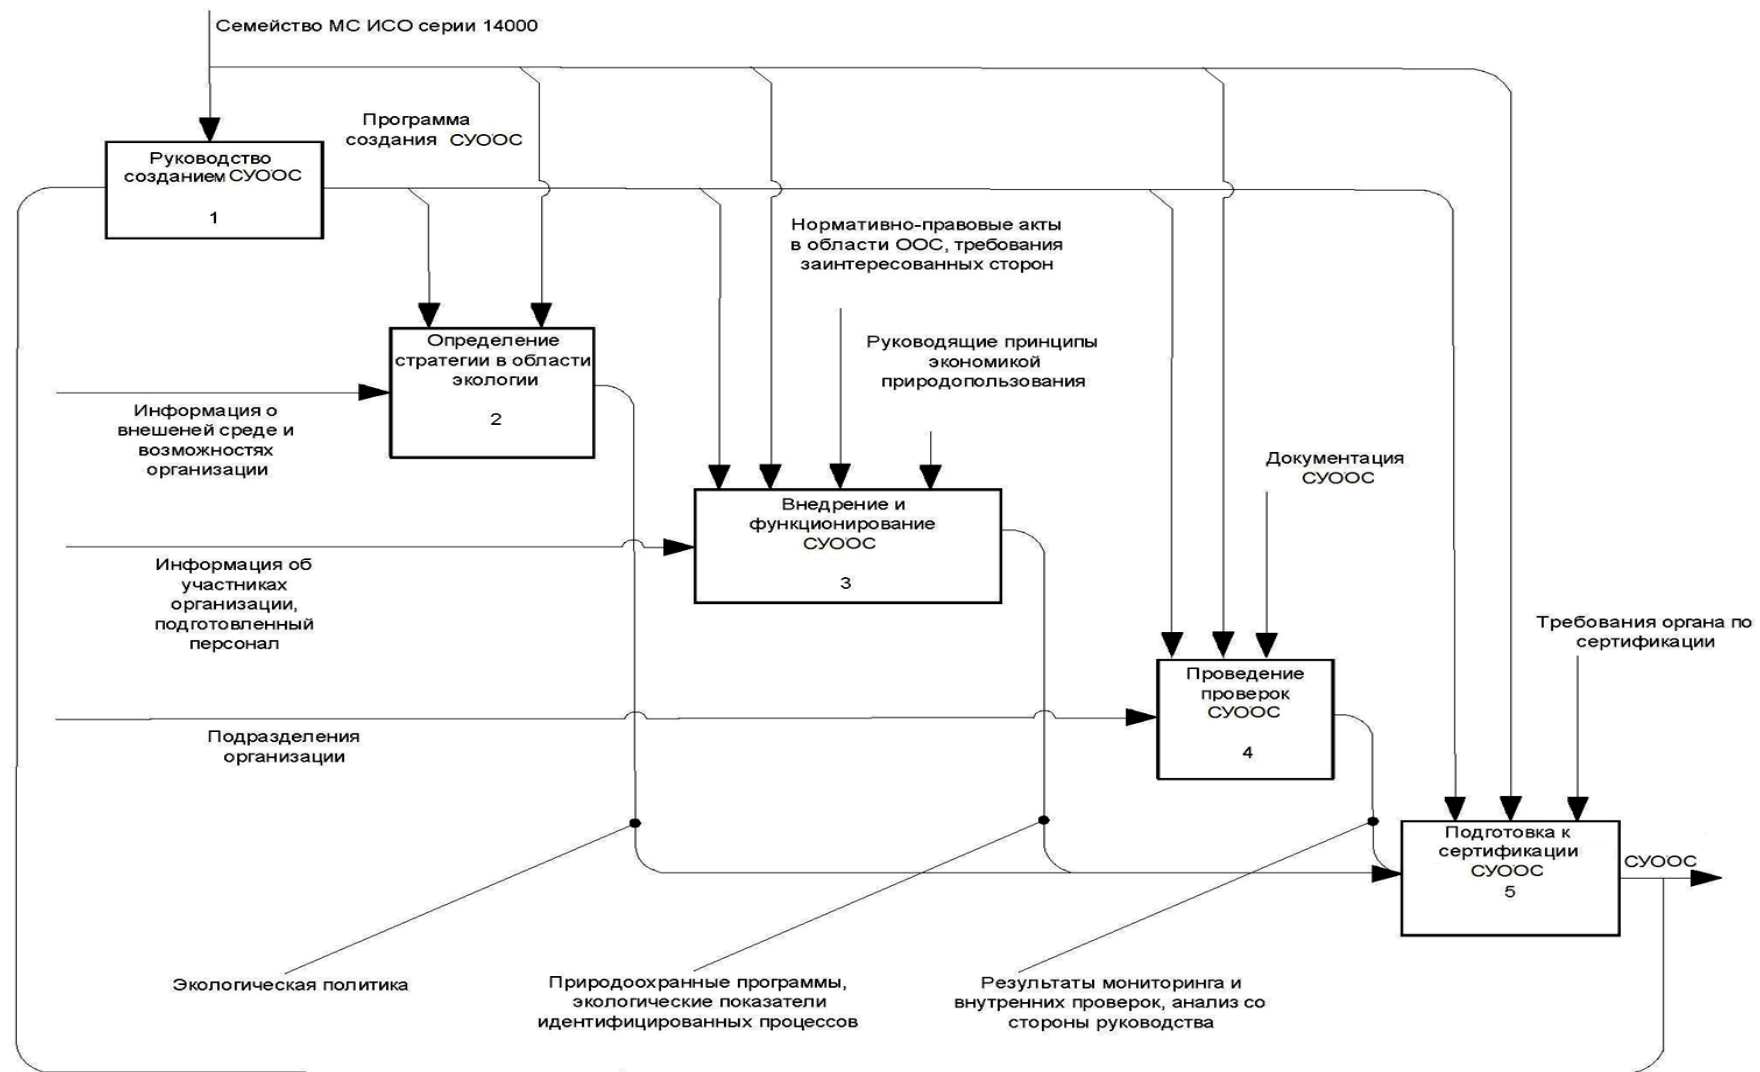 Семейство МС ИСО серии 14000
Программа
создания СУООС
Руководство
созданием СУООС
1
Нормативно-правовые акты
в области ООС, требования
заинтересованных сторон
Руководящие принципы
экономикой
природопользования
Определение
стратегии в области
экологии
2
Информация о
внешеней среде и
возможностях
организации
Документация
СУООС
Внедрение и
функционирование
СУООС
3
Информация об
участниках
организации,
подготовленный
персонал
Требования органа по
сертификации
Проведение
проверок
СУООС
4
Подразделения
организации
Подготовка к
сертификации
СУООС
5
СУООС
Экологическая политика
Природоохранные программы,
экологические показатели
идентифицированных процессов
Результаты мониторинга и
внутренних проверок, анализ со
стороны руководства